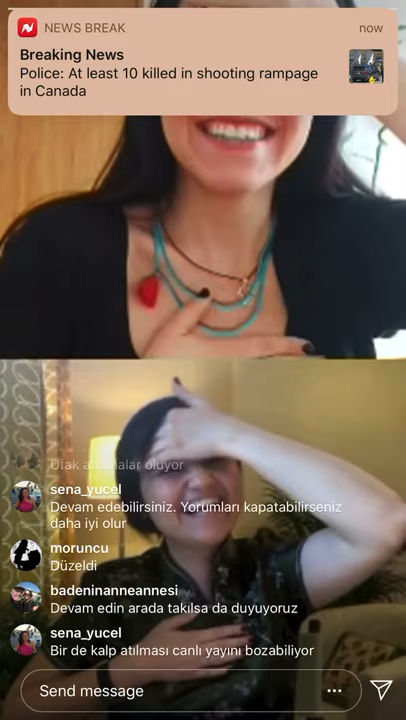 NEWS BREAK now
Breaking News
Police: At least 10 killed in shooting rampage
in Canada
oluyor
sena_yucel
Devam edebilirsiniz. Yorumları kapatabilirseniz
daha iyi olur
moruncu
Düzeldi
badeninanneannesi
Devam edin arada takılsa da duyuyoruz
sena_yucel
Bir de kalp atılması canlı yayını bozabiliyor
Send message